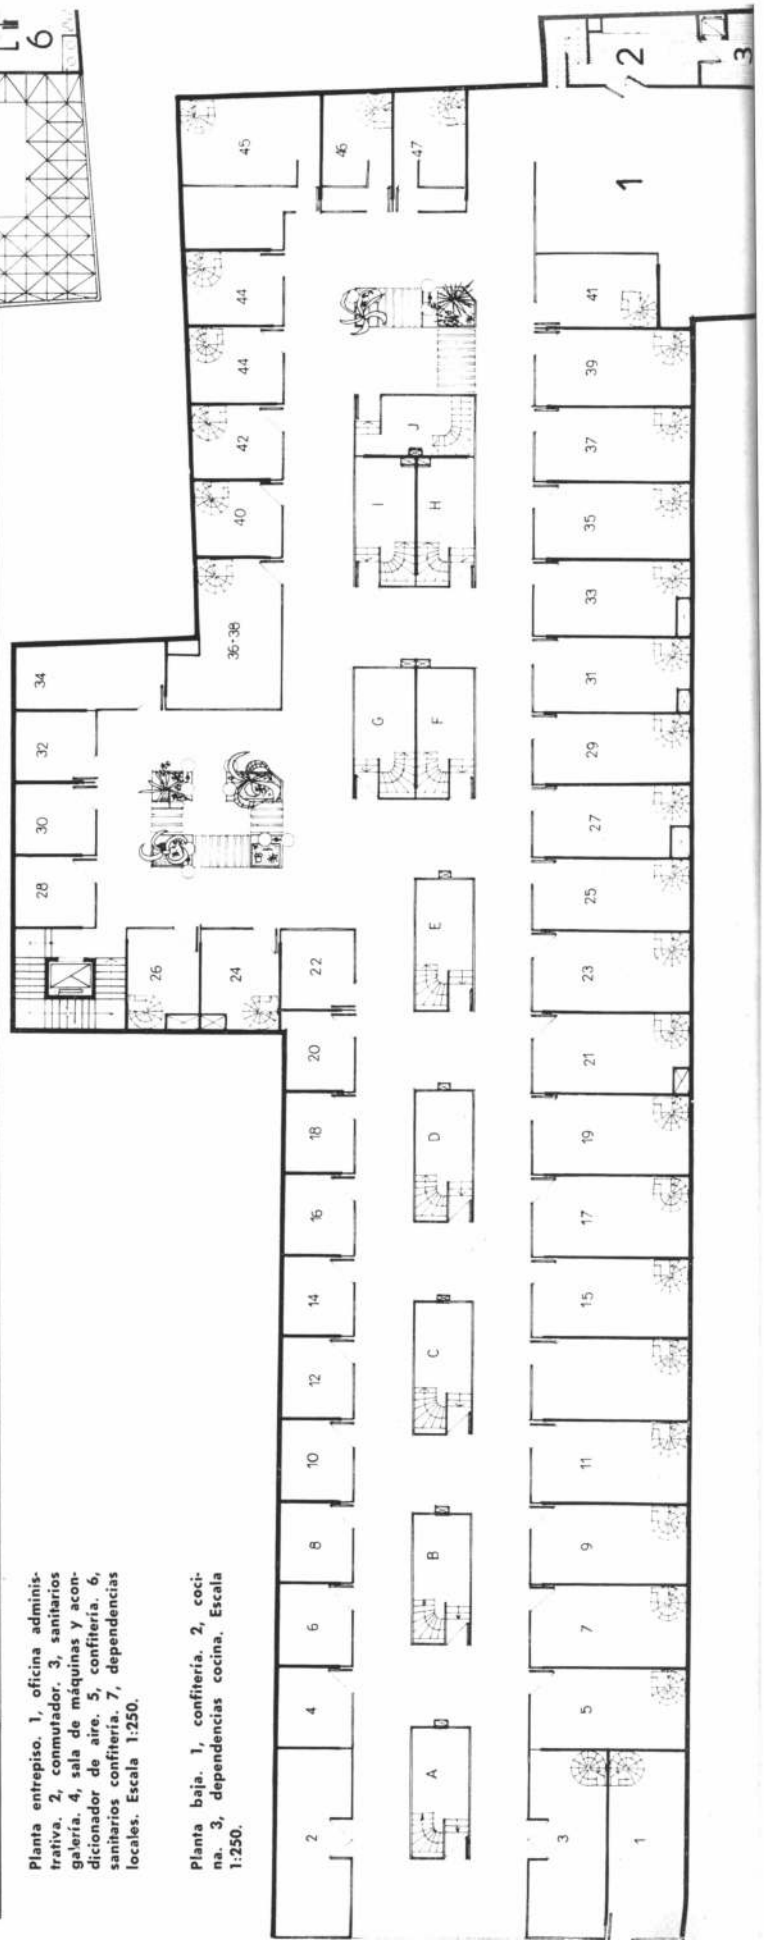 Planta entrepiso. 1, oficina adminis-
trativa. 2, conmutador. 3, sanitarios
galería. 4, sala de máquinas y acon-
dicionador de aire. 5, confitería. 6,
sanitarios confitería. 7, dependencias
locales. Escala 1:250.
Planta baja. 1, confitería. 2, coci-
na. 3, dependencias cocina. Escala
1:250.
6
2
3
1
45
46
47
44
44
42
40
36-38
34
32
30
28
26
24
22
20
18
16
14
12
10
8
6
4
2
J
I
H
G
F
E
D
C
B
A
41
39
37
35
33
31
29
27
25
23
21
19
17
15
11
9
7
5
3
1